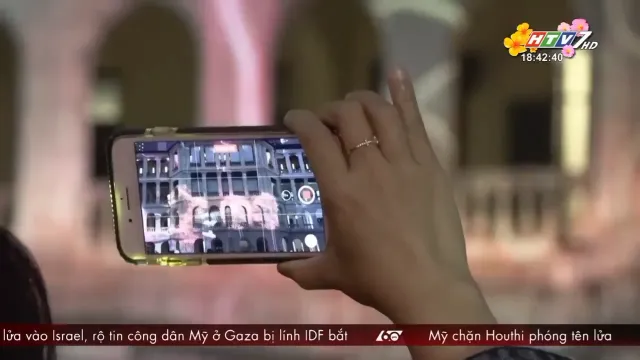 HTV7 HD
18:42:40
lửa vào Israel, rộ tin công dân Mỹ ở Gaza bị lính IDF bắt 60 Mỹ chặn Houthi phóng tên lửa